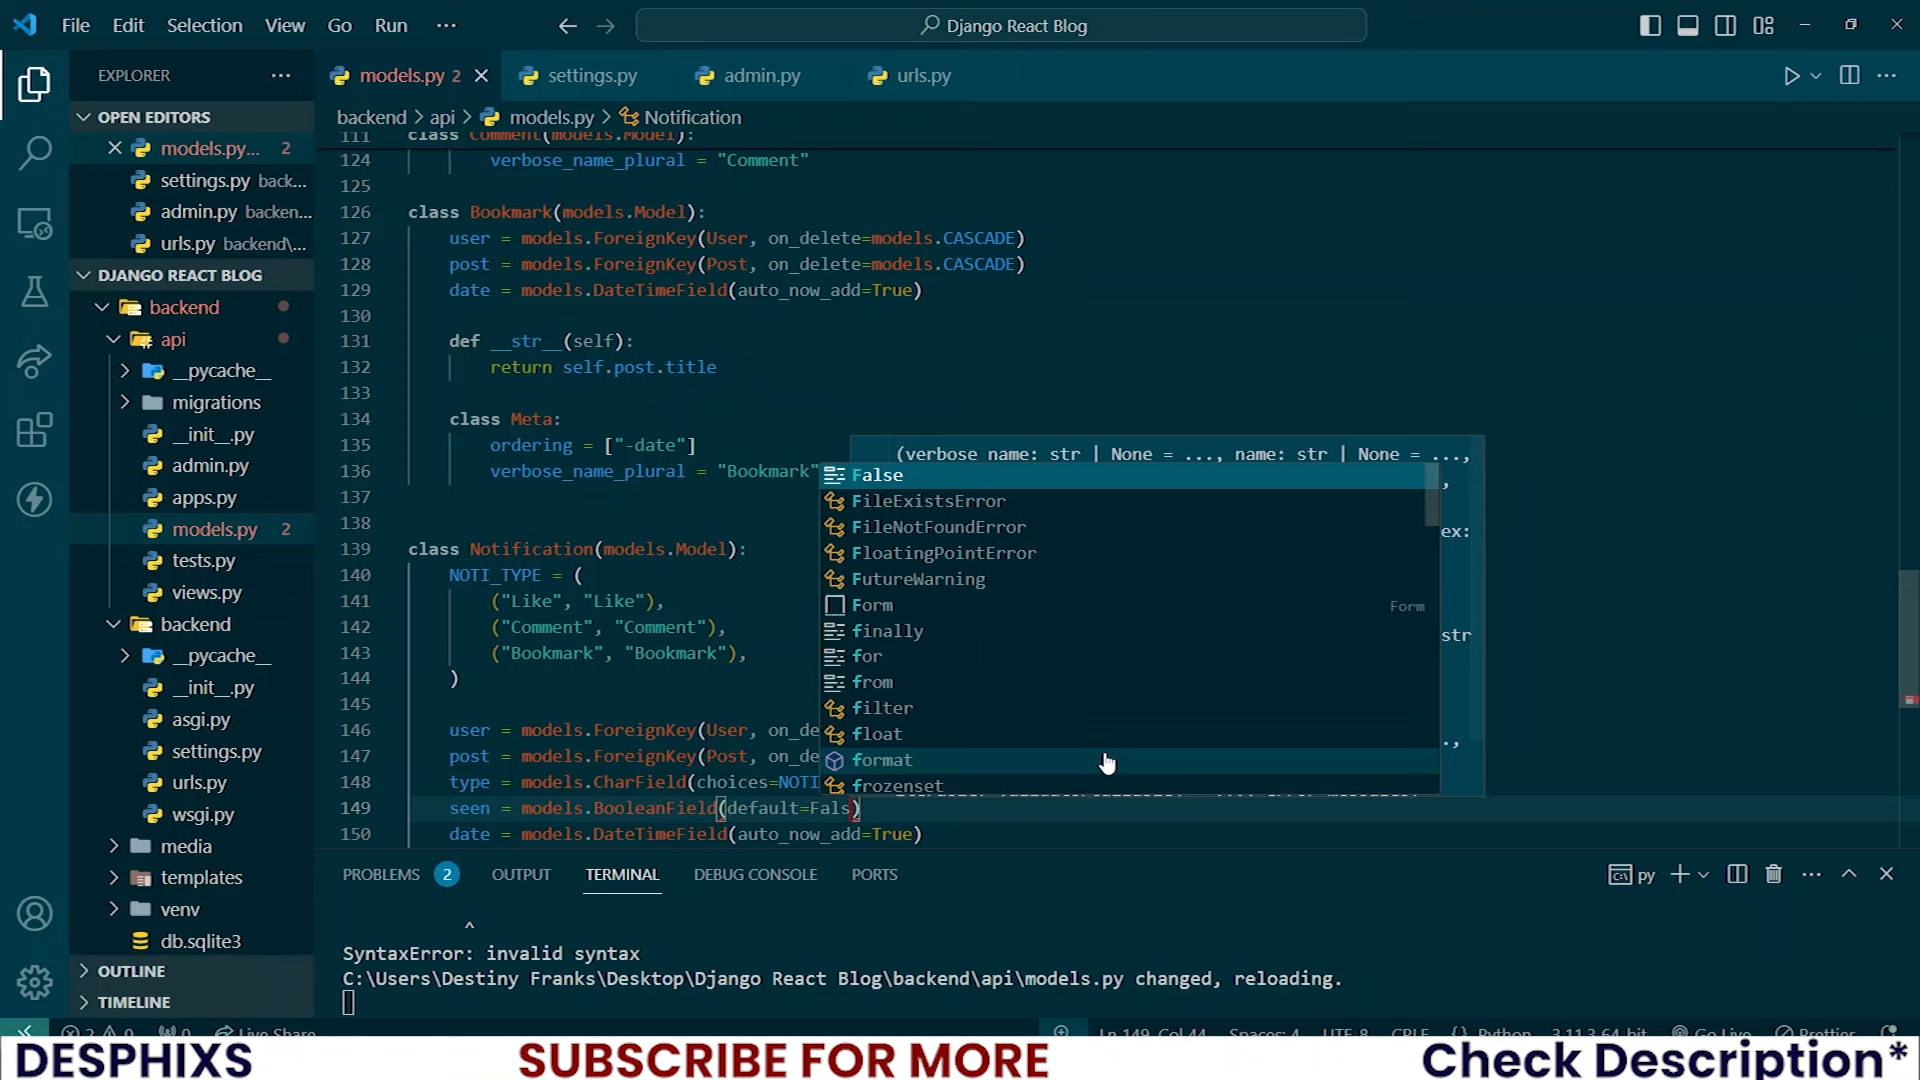 File Edit Selection View Go Run ··· Django React Blog
EXPLORER ···
OPEN EDITORS
models.py... 2
settings.py back...
admin.py backen...
urls.py backend\...
DJANGO REACT BLOG
backend
api
__pycache__
migrations
__init__.py
admin.py
apps.py
models.py 2
tests.py
views.py
backend
__pycache__
__init__.py
asgi.py
settings.py
urls.py
wsgi.py
media
templates
venv
db.sqlite3
OUTLINE
TIMELINE
models.py 2 settings.py admin.py urls.py
backend > api > models.py > Notification
111 class Comment(models.Model):
124 verbose_name_plural = "Comment"
125
126 class Bookmark(models.Model):
127 user = models.ForeignKey(User, on_delete=models.CASCADE)
128 post = models.ForeignKey(Post, on_delete=models.CASCADE)
129 date = models.DateTimeField(auto_now_add=True)
130
131 def __str__(self):
132 return self.post.title
133
134 class Meta:
135 ordering = ["-date"]
136 verbose_name_plural = "Bookmark"
137
138
139 class Notification(models.Model):
140 NOTI_TYPE = (
141 ("Like", "Like"),
142 ("Comment", "Comment"),
143 ("Bookmark", "Bookmark"),
144 )
145
146 user = models.ForeignKey(User, on_de
147 post = models.ForeignKey(Post, on_de
148 type = models.CharField(choices=NOTI
149 seen = models.BooleanField(default=Fals)
150 date = models.DateTimeField(auto_now_add=True)
(verbose_name: str | None = ..., name: str | None = ...,
ex:
str
False
FileExistsError
FileNotFoundError
FloatingPointError
FutureWarning
Form Form
finally
for
from
filter
float
format
frozenset
PROBLEMS 2 OUTPUT TERMINAL DEBUG CONSOLE PORTS py
^
SyntaxError: invalid syntax
C:\Users\Destiny Franks\Desktop\Django React Blog\backend\api\models.py changed, reloading.
2 0 0 Live Share Ln 149, Col 44 Spaces: 4 UTF-8 CRLF {} Python 3.11.3 64-bit Go Live Prettier
DESPHIXS SUBSCRIBE FOR MORE Check Description*